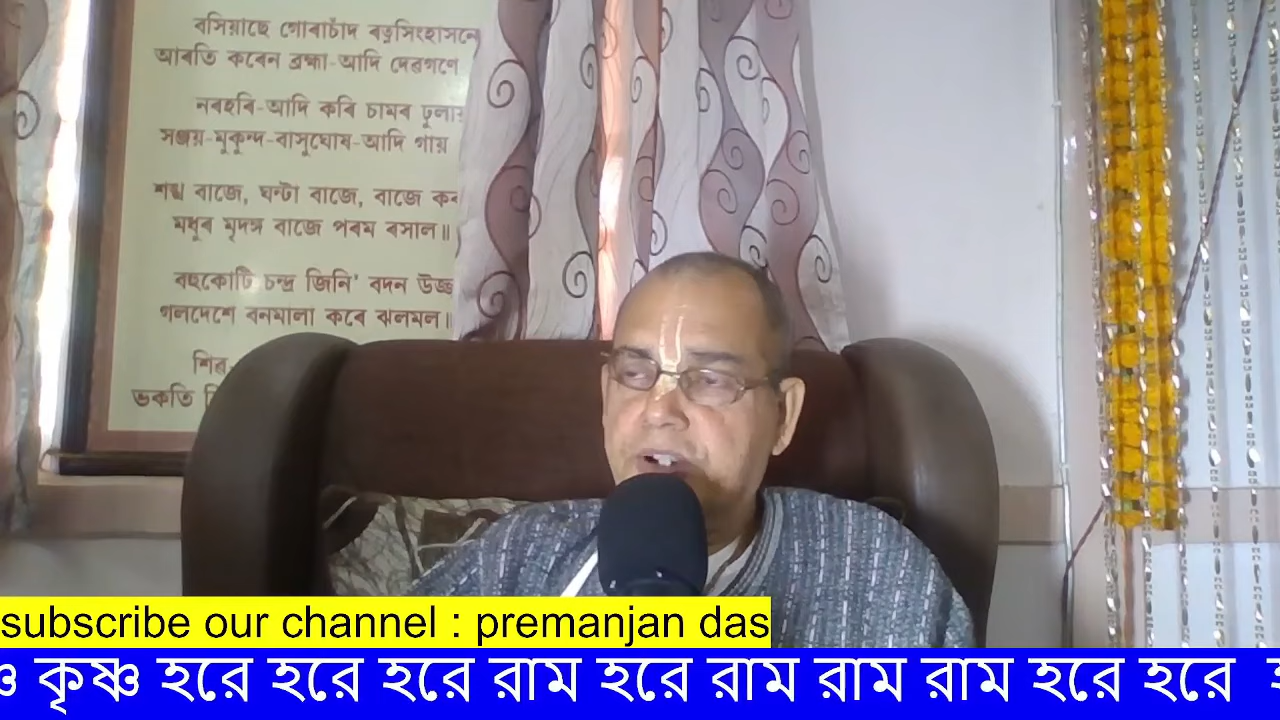 বসিয়াছে গোৰাচাঁদ ৰত্নসিংহাসনে
আৰতি কৰেন ব্ৰহ্মা-আদি দেৱগণে
নৰহৰি-আদি কৰি চামৰ ঢুলায়
সঞ্জয়-মুকুন্দ-বাসুঘোষ-আদি গায়
শঙ্খ বাজে, ঘন্টা বাজে, বাজে
মধুৰ মৃদঙ্গ বাজে পৰম ৰসাল॥
বহুকোটি চন্দ্ৰ জিনি' বদন
গলদেশে বনমালা কৰে ঝলমল॥
শিৱ-
ভকতি
subscribe our channel : premanjan das
কৃষ্ণ হরে হরে হরে রাম হরে রাম রাম রাম হরে হরে